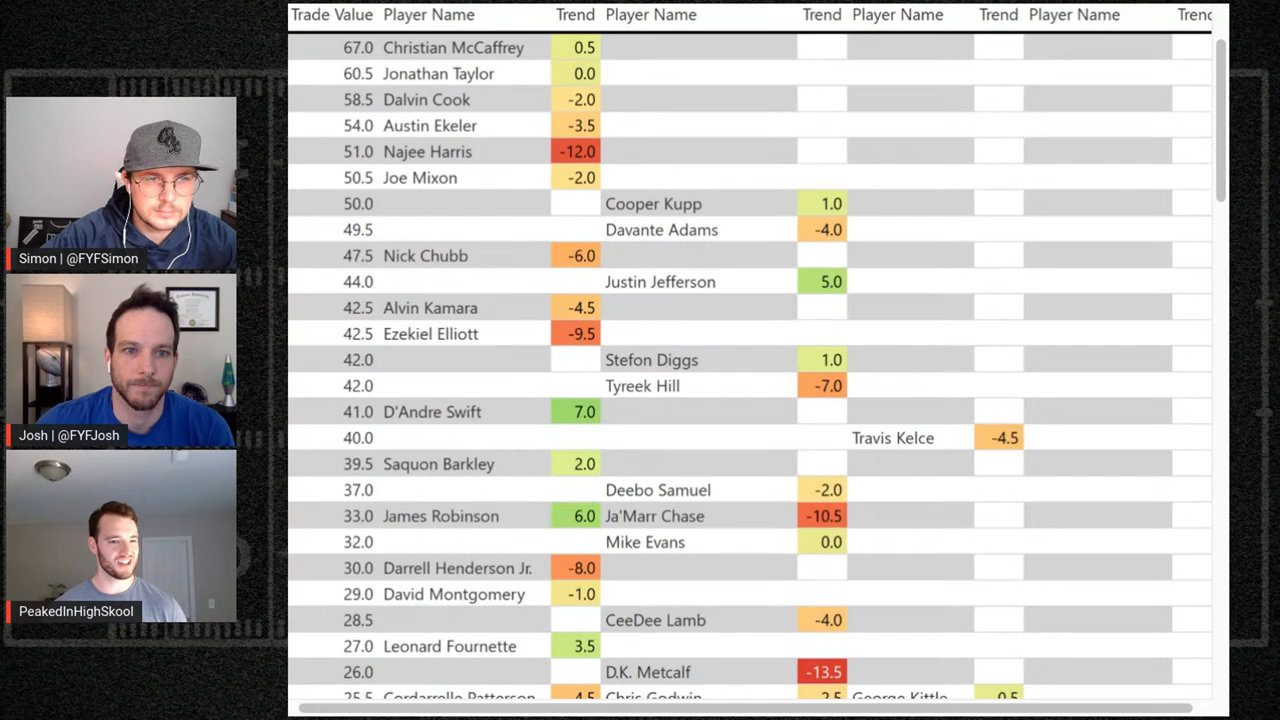 Trade Value Player Name Trend Player Name Trend Player Name Trend Player Name Trend
67.0 Christian McCaffrey 0.5
60.5 Jonathan Taylor 0.0
58.5 Dalvin Cook -2.0
54.0 Austin Ekeler -3.5
51.0 Najee Harris -12.0
50.5 Joe Mixon -2.0
50.0 Cooper Kupp 1.0
49.5 Davante Adams -4.0
47.5 Nick Chubb -6.0
44.0 Justin Jefferson 5.0
42.5 Alvin Kamara -4.5
42.5 Ezekiel Elliott -9.5
42.0 Stefon Diggs 1.0
42.0 Tyreek Hill -7.0
41.0 D'Andre Swift 7.0
40.0 Travis Kelce -4.5
39.5 Saquon Barkley 2.0
37.0 Deebo Samuel -2.0
33.0 James Robinson 6.0 Ja'Marr Chase -10.5
32.0 Mike Evans 0.0
30.0 Darrell Henderson Jr. -8.0
29.0 David Montgomery -1.0
28.5 CeeDee Lamb -4.0
27.0 Leonard Fournette 3.5
26.0 D.K. Metcalf -13.5
25.5 Cordarrelle Patterson Chris Godwin George Kittle
Simon | @FYFSimon
Josh | @FYFJosh
PeakedInHighSkool